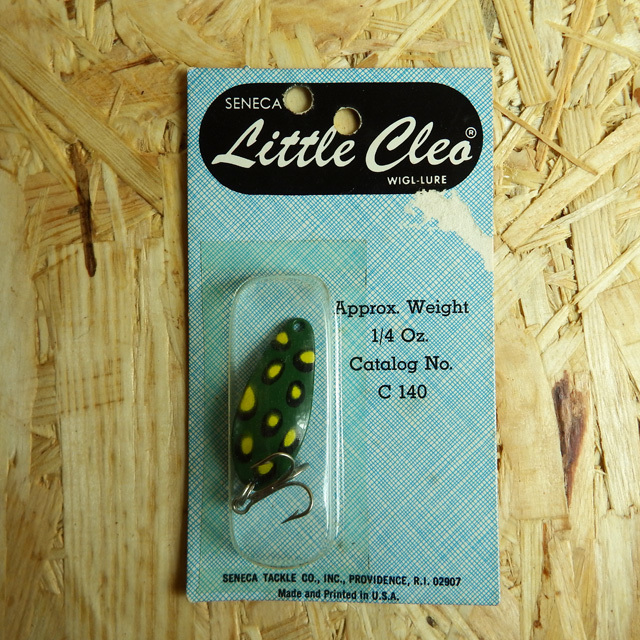 SENECA
Little Cleo®
WIGL-LURE
Approx. Weight
1/4 Oz.
Catalog No.
C 140
SENECA TACKLE CO., INC., PROVIDENCE, R.I. 02907
Made and Printed in U.S.A.